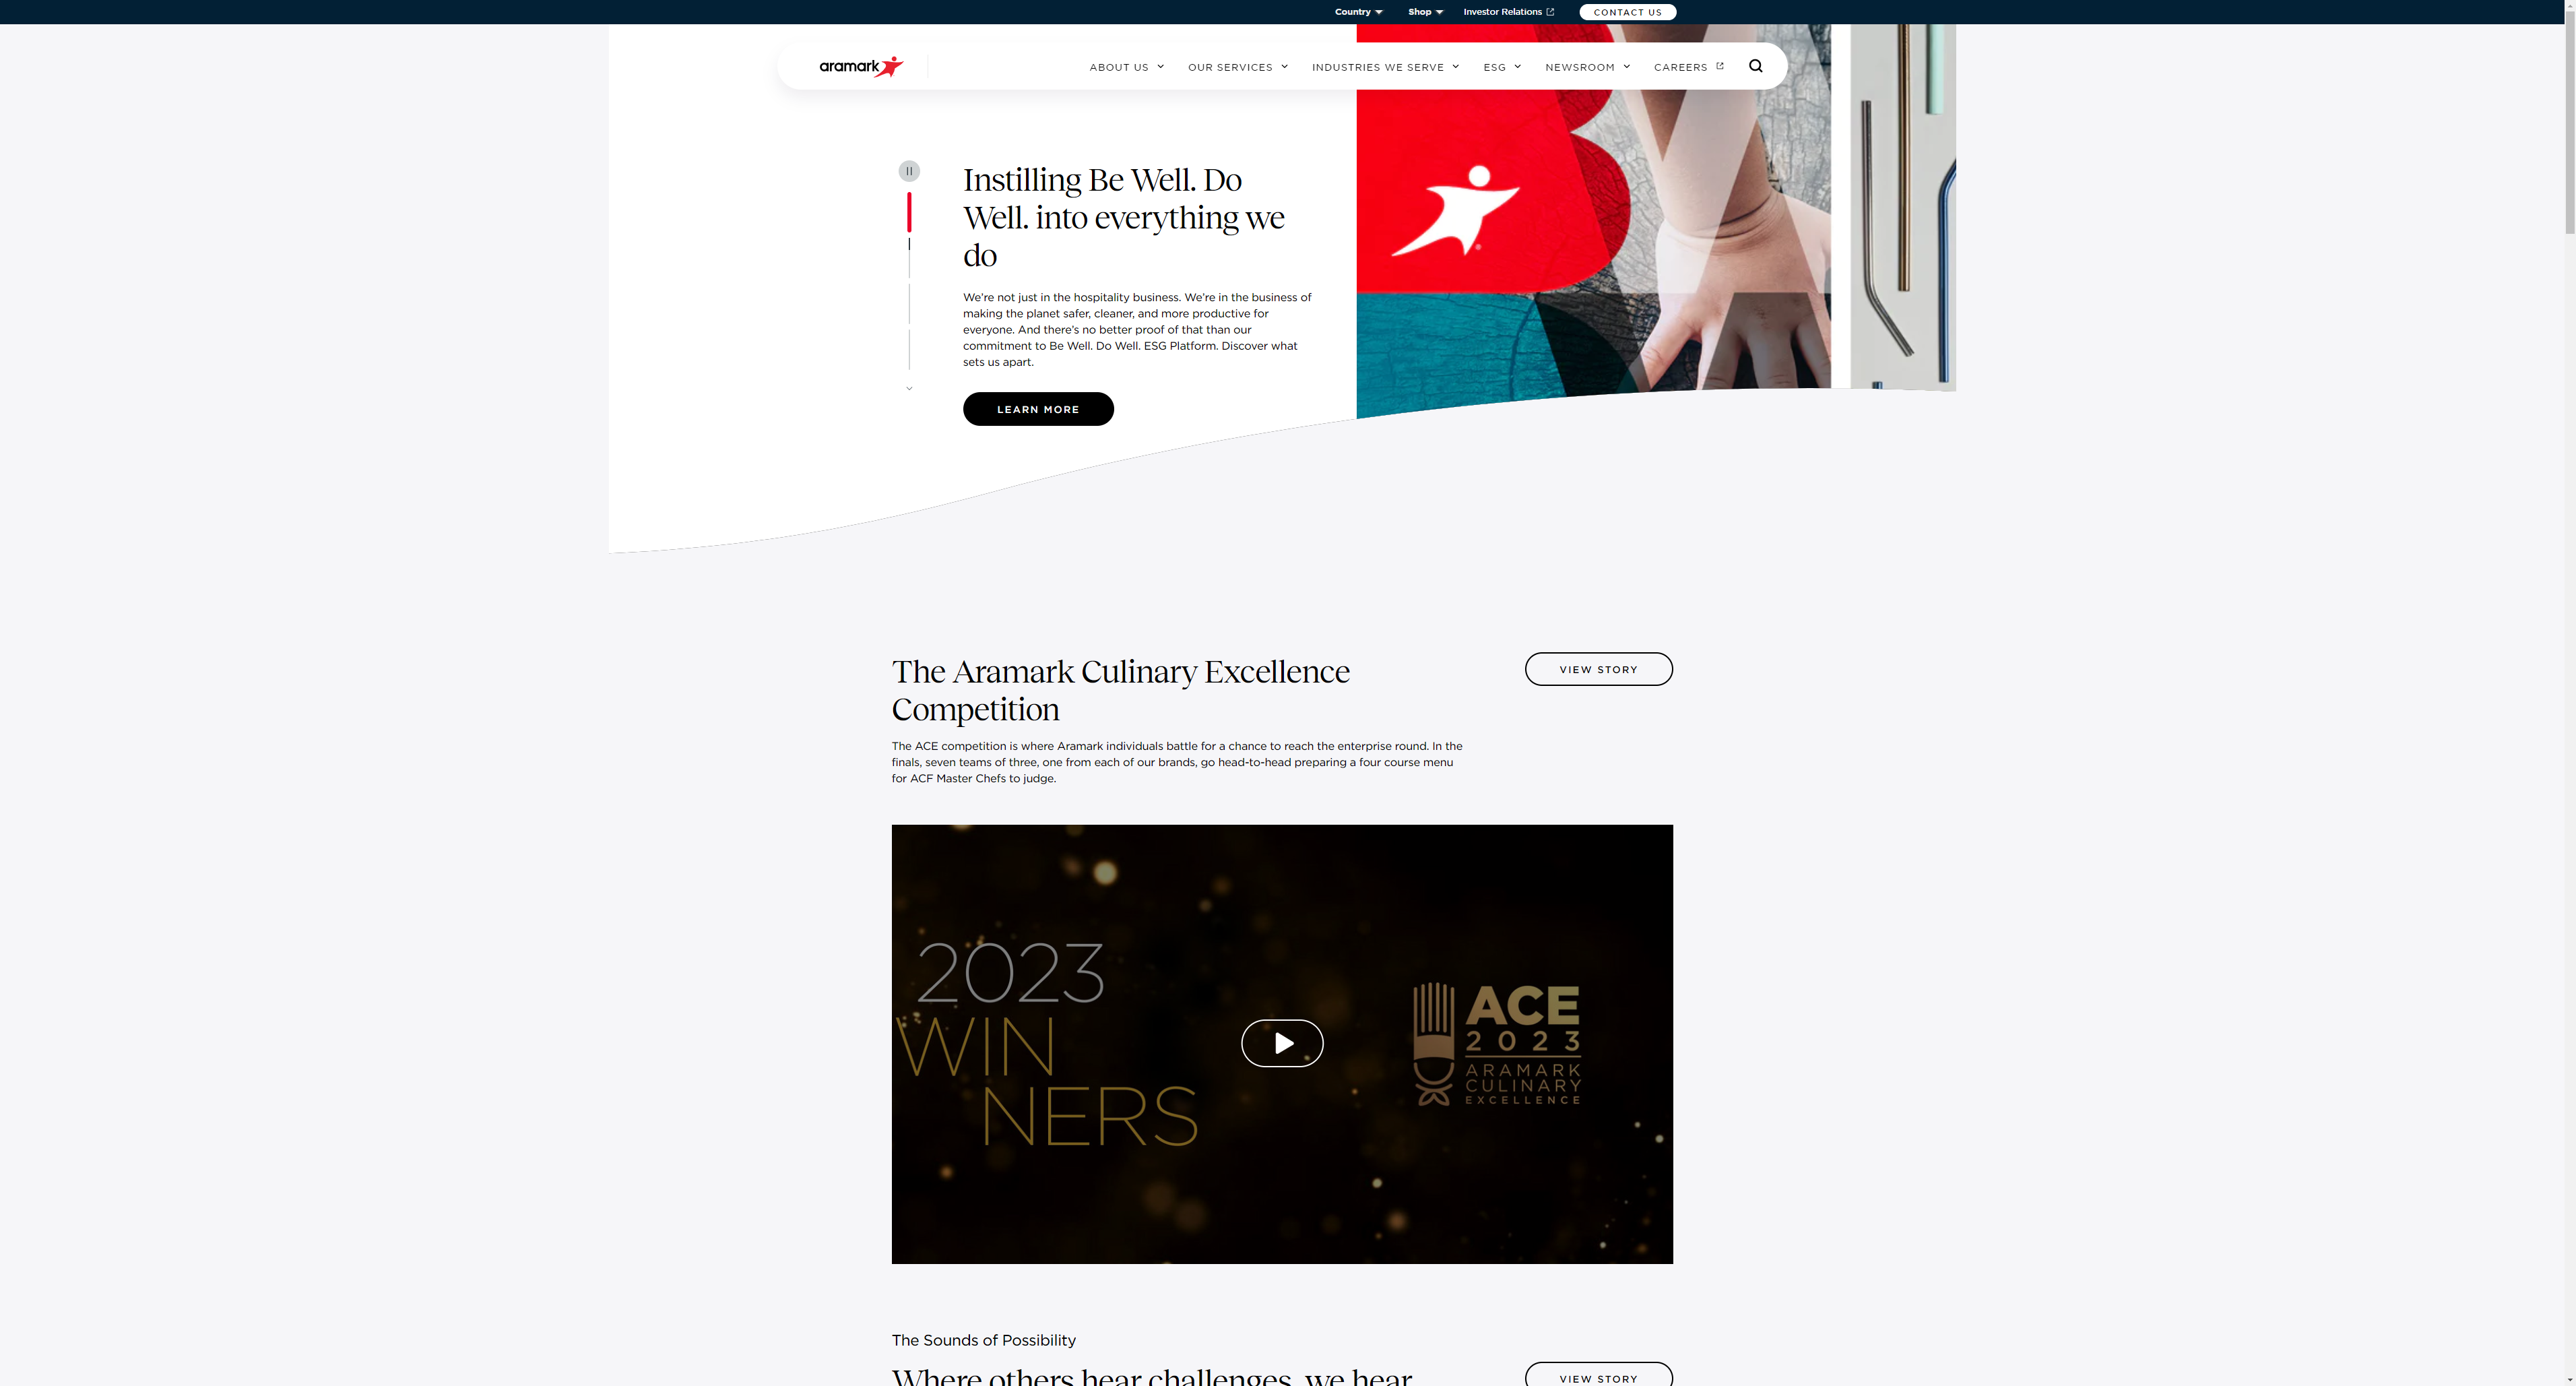 Country
Shop
Investor Relations
CONTACT US
aramark
ABOUT US
OUR SERVICES
INDUSTRIES WE SERVE
ESG
NEWSROOM
CAREERS
Instilling Be Well. Do
Well. into everything we
do
We're not just in the hospitality business. We're in the business of
making the planet safer, cleaner, and more productive for
everyone. And there's no better proof of that than our
commitment to Be Well. Do Well. ESG Platform. Discover what
sets us apart.
LEARN MORE
The Aramark Culinary Excellence
Competition
VIEW STORY
The ACE competition is where Aramark individuals battle for a chance to reach the enterprise round. In the
finals, seven teams of three, one from each of our brands, go head-to-head preparing a four course menu
for ACF Master Chefs to judge.
2023
WIN
NERS
ACE
2023
ARAMARK
CULINARY
EXCELLENCE
The Sounds of Possibility
Where others hear challenges, we hear
VIEW STORY